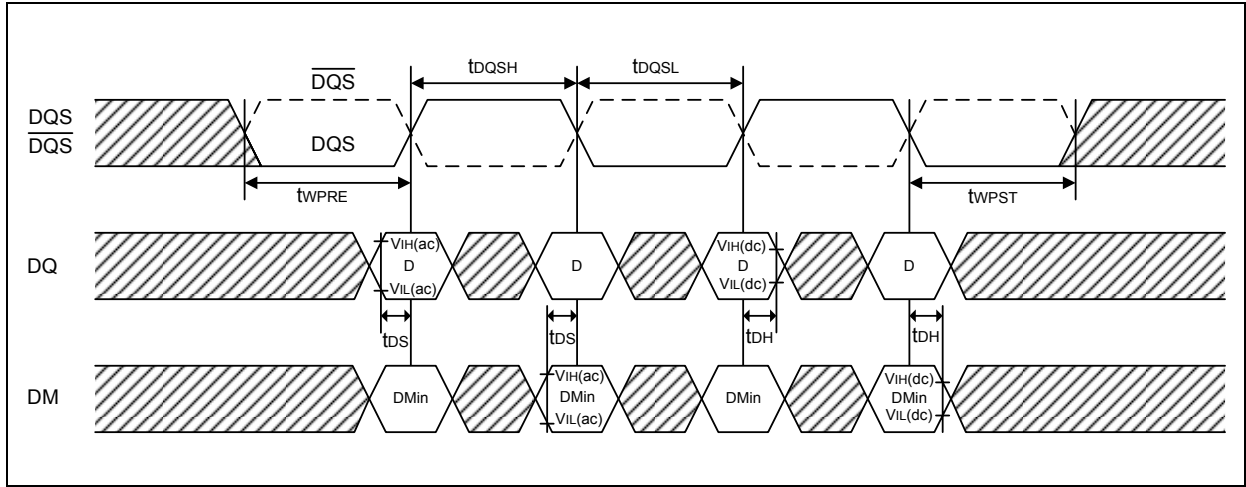 tDQSH
tDQSL
DQS
DQS
DQS
DQS
tWPRE
tWPST
DQ
VIH(ac)
D
VIL(ac)
D
VIH(dc)
D
VIL(dc)
D
tDS
tDS
tDH
tDH
DM
DMin
VIH(ac)
DMin
VIL(ac)
DMin
VIH(dc)
DMin
VIL(dc)